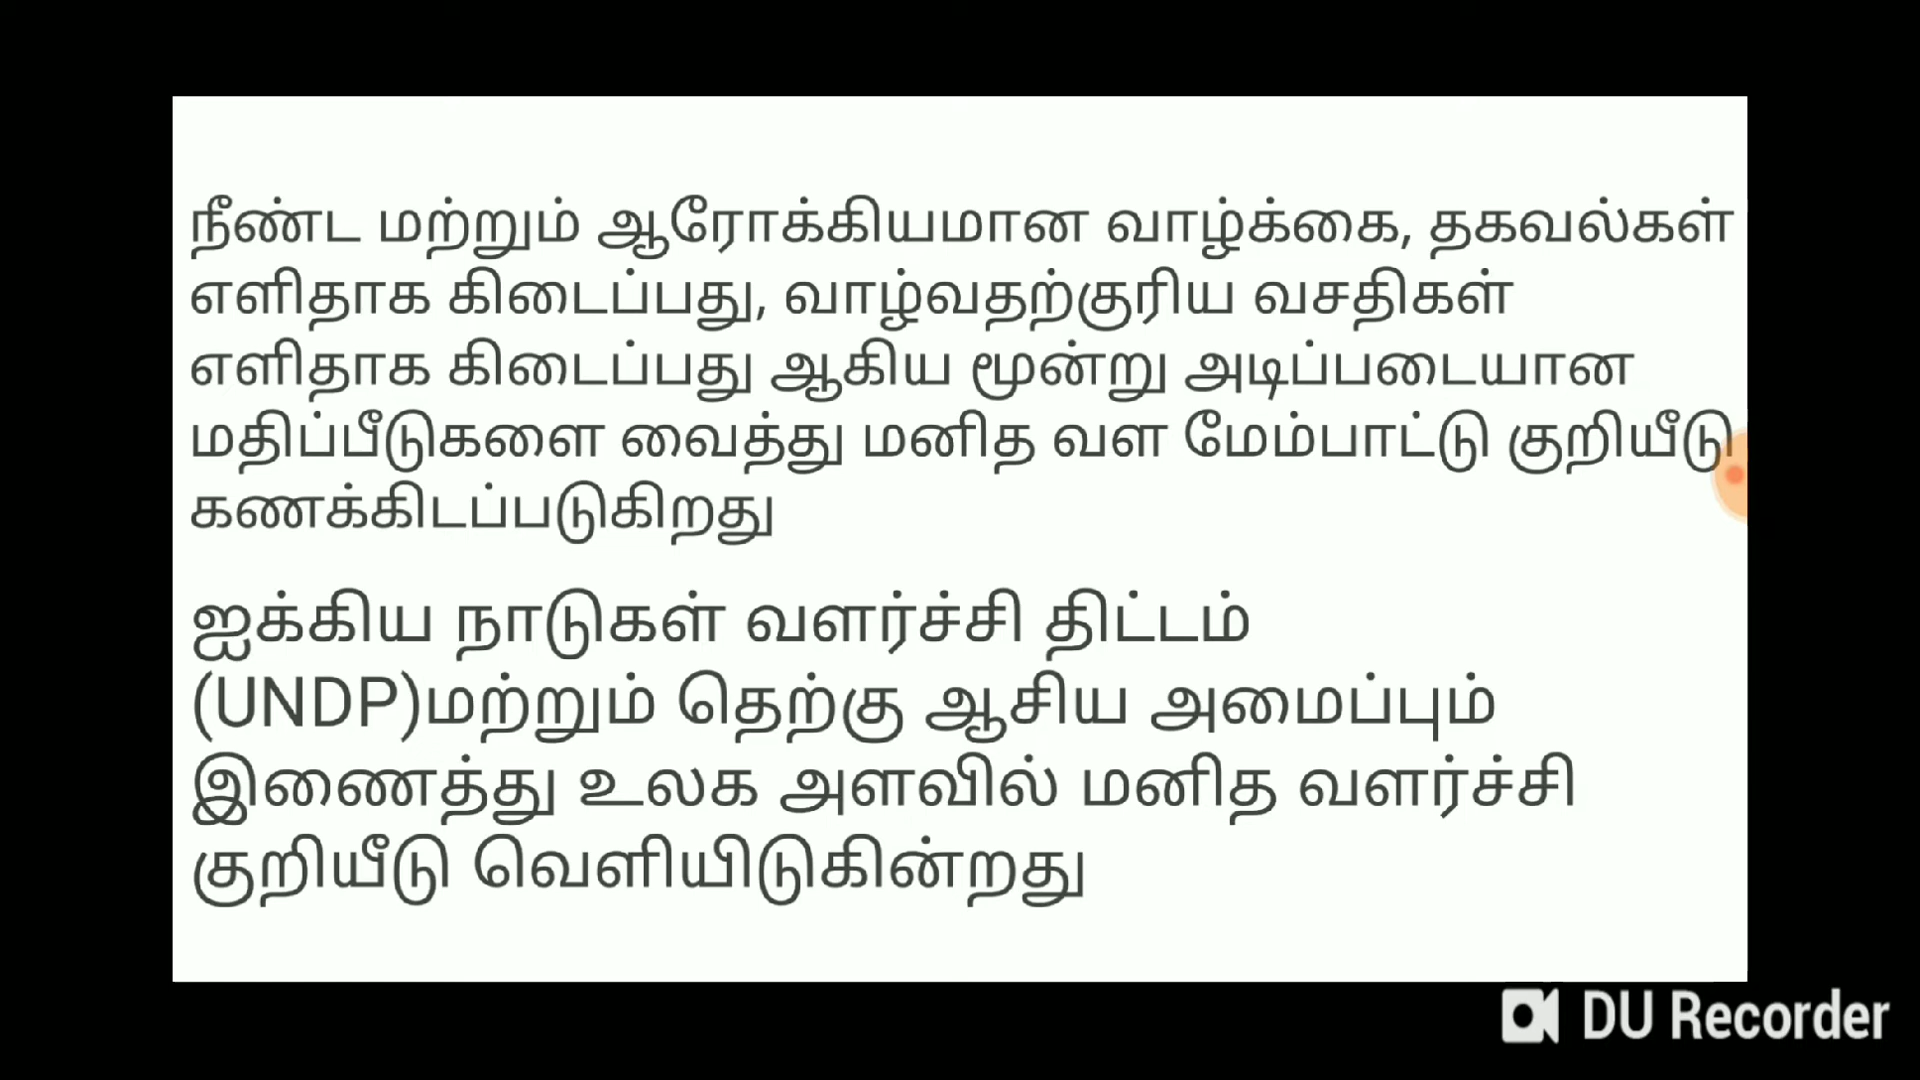 நீண்ட மற்றும் ஆரோக்கியமான வாழ்க்கை, தகவல்கள்
எளிதாக கிடைப்பது, வாழ்வதற்குரிய வசதிகள்
எளிதாக கிடைப்பது ஆகிய மூன்று அடிப்படையான
மதிப்பீடுகளை வைத்து மனித வள மேம்பாட்டு குறியீடு
கணக்கிடப்படுகிறது
ஐக்கிய நாடுகள் வளர்ச்சி திட்டம்
(UNDP)மற்றும் தெற்கு ஆசிய அமைப்பும்
இணைத்து உலக அளவில் மனித வளர்ச்சி
குறியீடு வெளியிடுகின்றது
DU Recorder